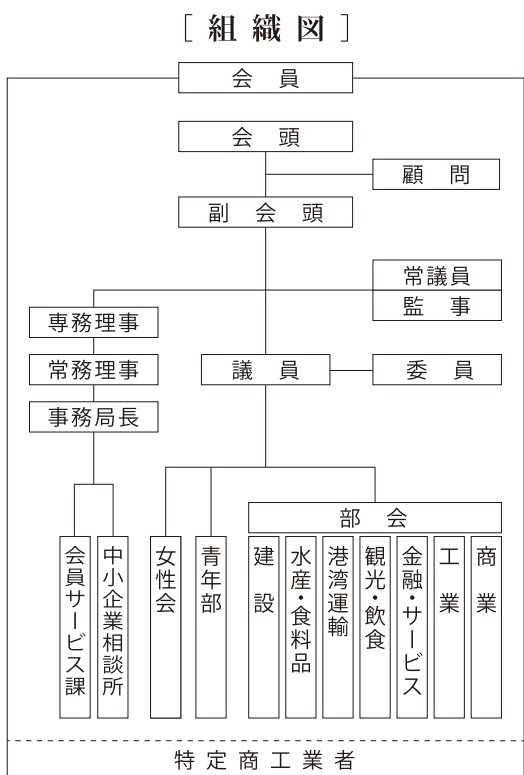 ［組織図］
会員
会頭
顧問
副会頭
常議員
監事
専務理事
常務理事
議員
委員
事務局長
部会
会員サービス課
中小企業相談所
女性会
青年部
建設
水産・食料品
港湾運輸
観光・飲食
金融・サービス
工業
商業
特定商工業者